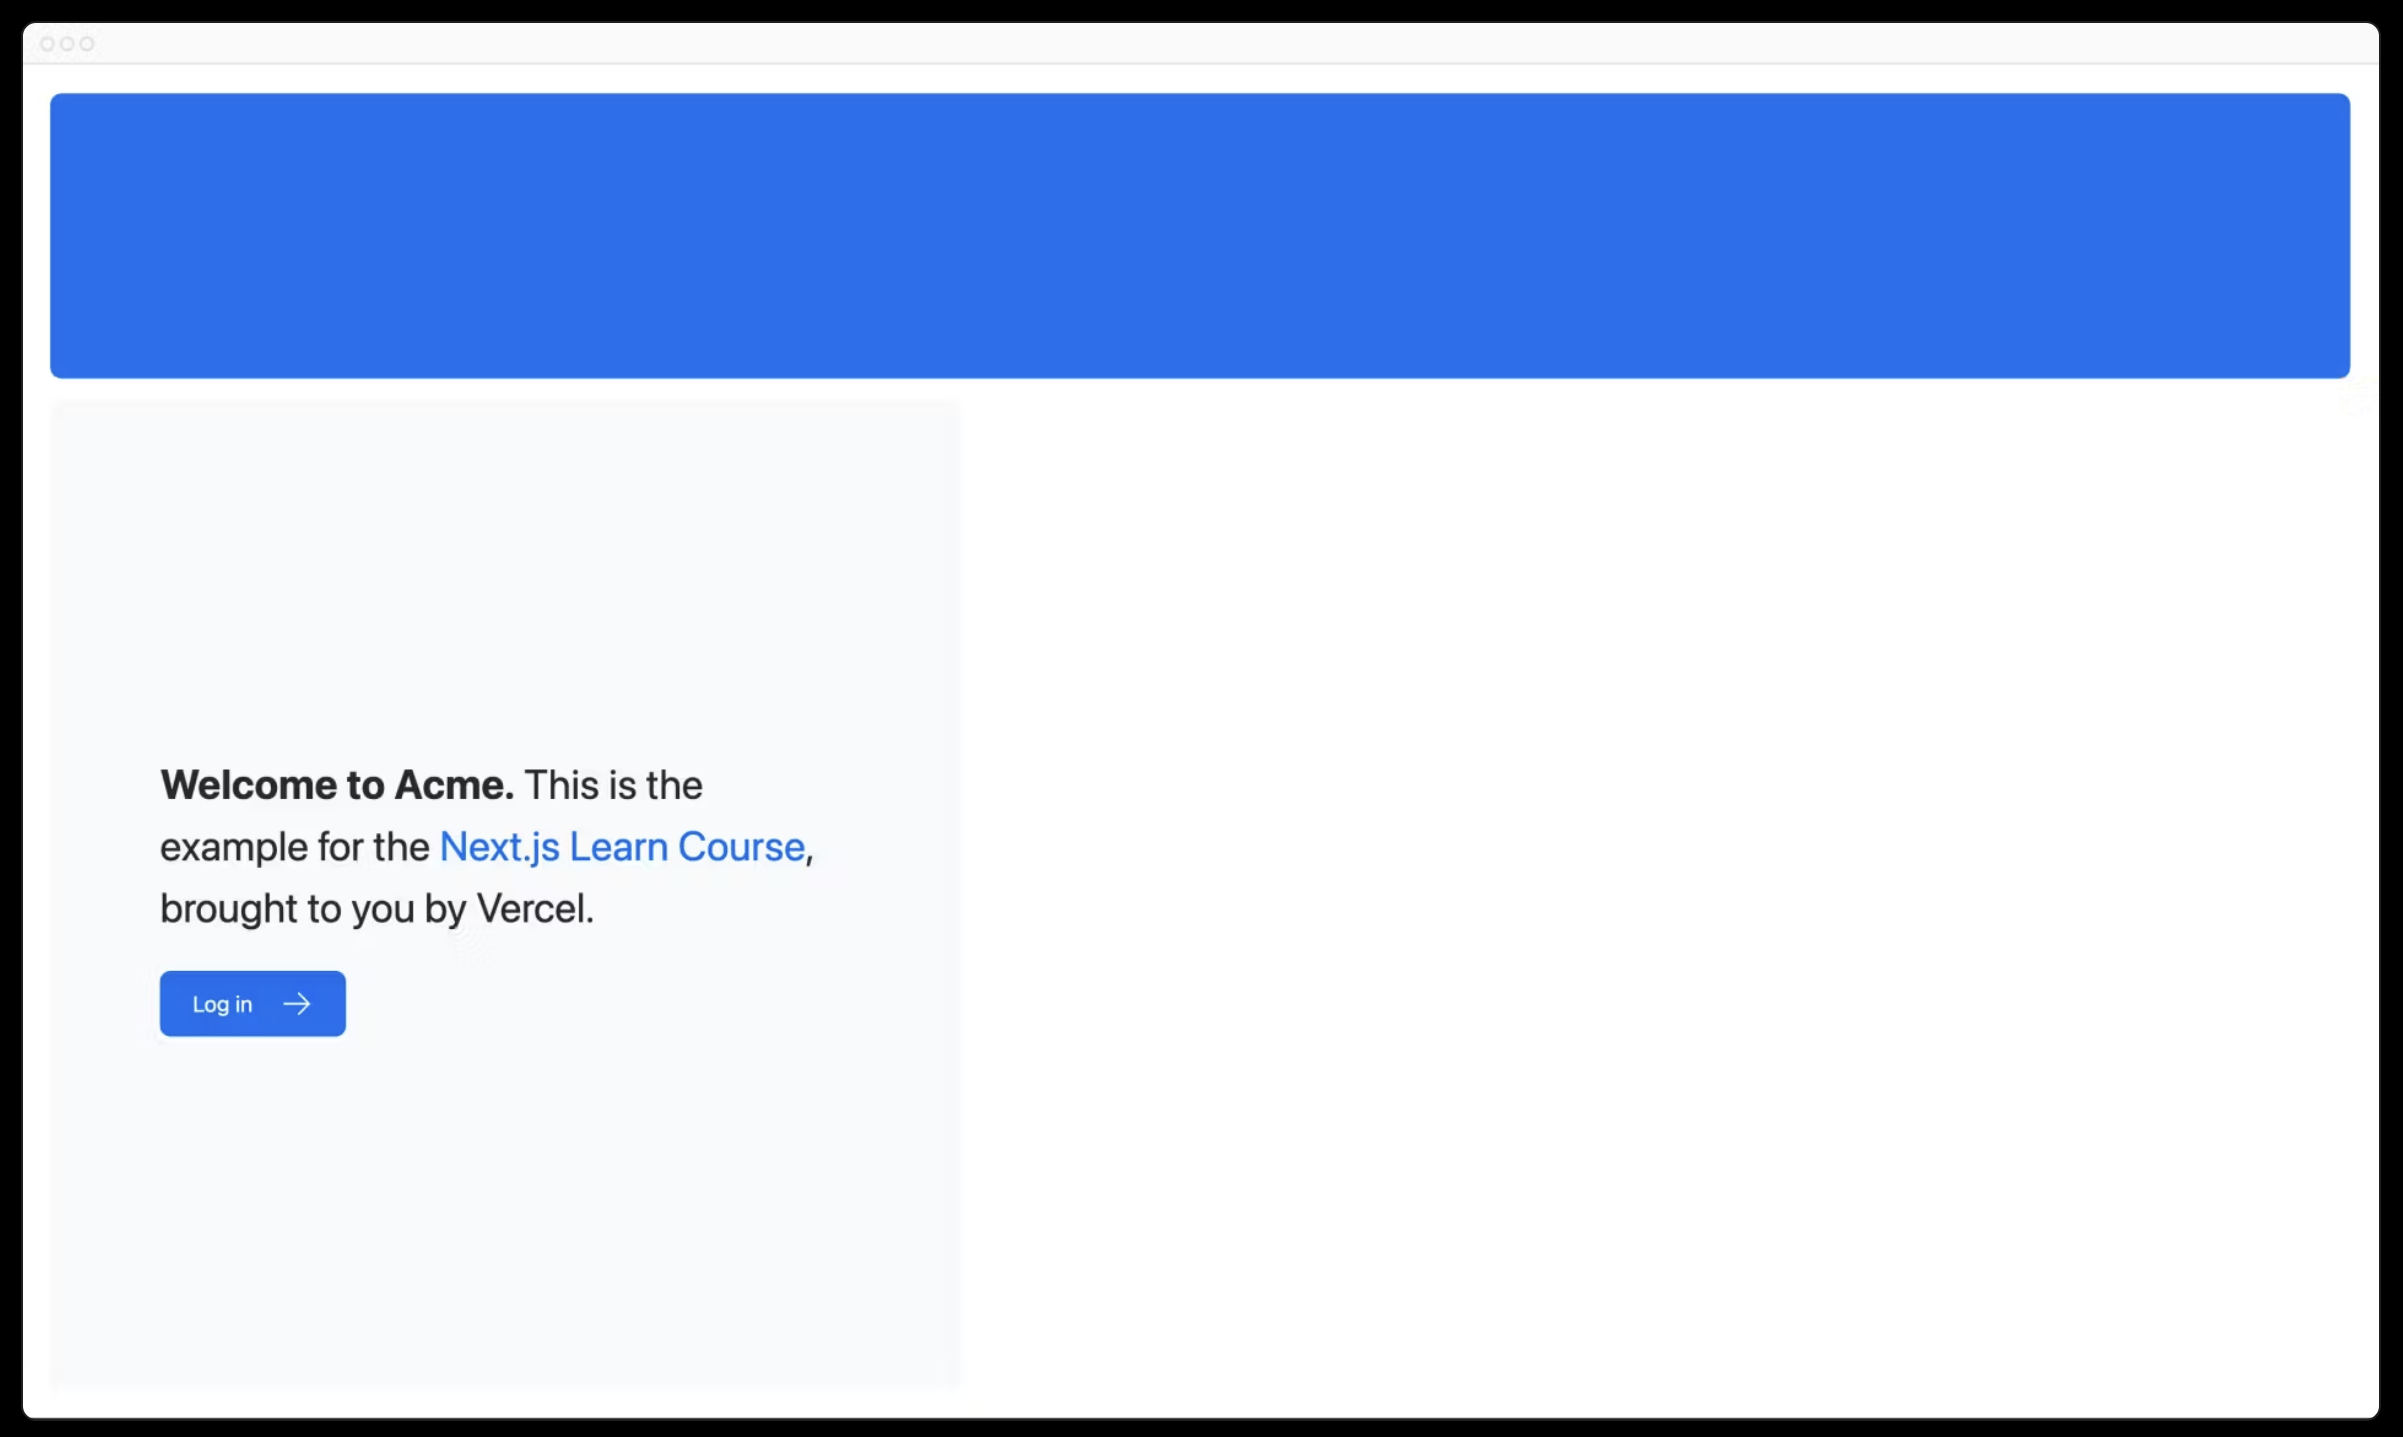 Welcome to Acme. This is the
example for the Next.js Learn Course,
brought to you by Vercel.
Log in